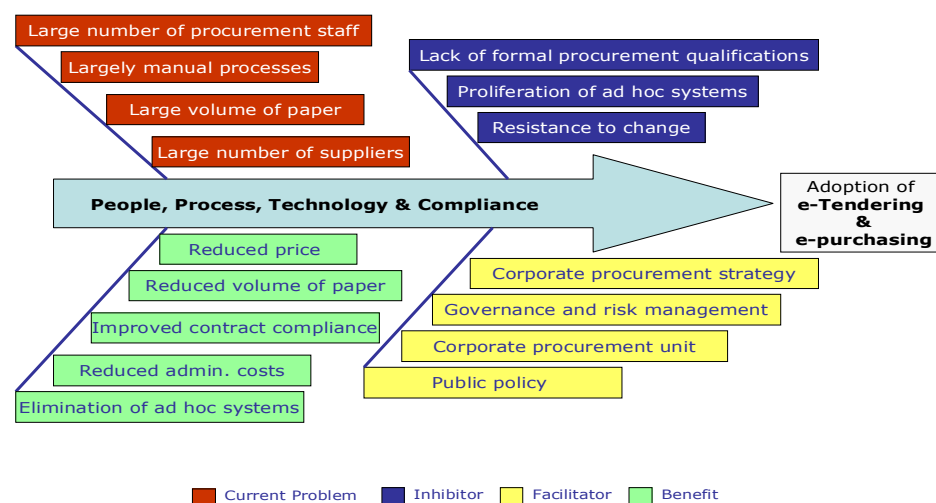 Large number of procurement staff
Largely manual processes
Large volume of paper
Large number of suppliers
Lack of formal procurement qualifications
Proliferation of ad hoc systems
Resistance to change
People, Process, Technology & Compliance
Adoption of
e-Tendering
&
e-purchasing
Reduced price
Reduced volume of paper
Improved contract compliance
Reduced admin. costs
Elimination of ad hoc systems
Corporate procurement strategy
Governance and risk management
Corporate procurement unit
Public policy
Current Problem
Inhibitor
Facilitator
Benefit